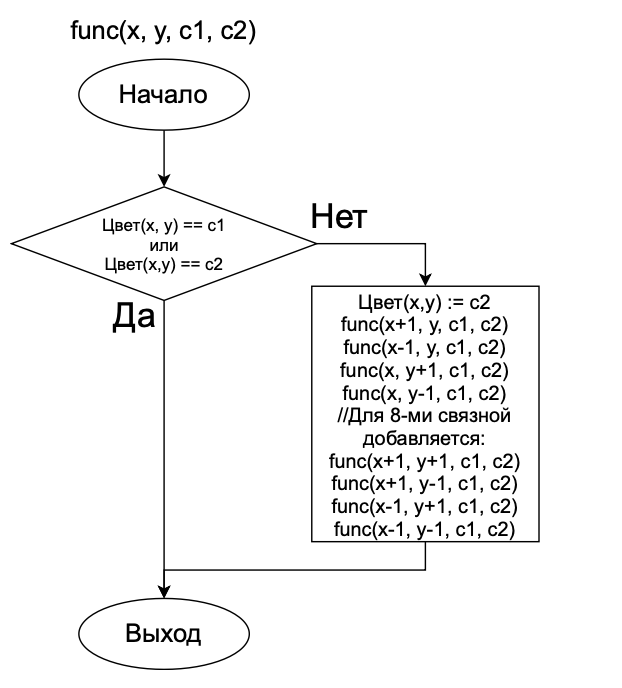 func(x, y, c1, c2)
Начало
Цвет(x, y) == c1
или
Цвет(x,y) == c2
Нет
Да
Цвет(x,y) := c2
func(x+1, y, c1, c2)
func(x-1, y, c1, c2)
func(x, y+1, c1, c2)
func(x, y-1, c1, c2)
//Для 8-ми связной
добавляется:
func(x+1, y+1, c1, c2)
func(x+1, y-1, c1, c2)
func(x-1, y+1, c1, c2)
func(x-1, y-1, c1, c2)
Выход